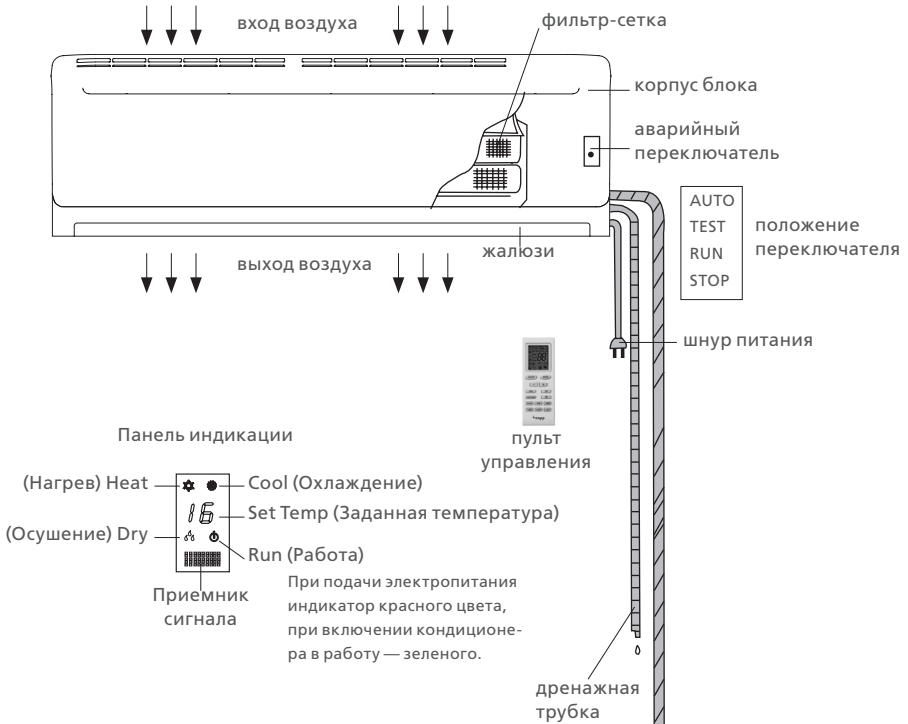 вход воздуха
фильтр-сетка
корпус блока
аварийный
переключатель
AUTO
TEST
RUN
STOP
положение
переключателя
жалюзи
выход воздуха
шнур питания
пульт
управления
Панель индикации
(Нагрев) Heat
Cool (Охлаждение)
16
Set Temp (Заданная температура)
(Осушение) Dry
Run (Работа)
Приемник
сигнала
При подачи электропитания
индикатор красного цвета,
при включении кондиционе-
ра в работу — зеленого.
дренажная
трубка